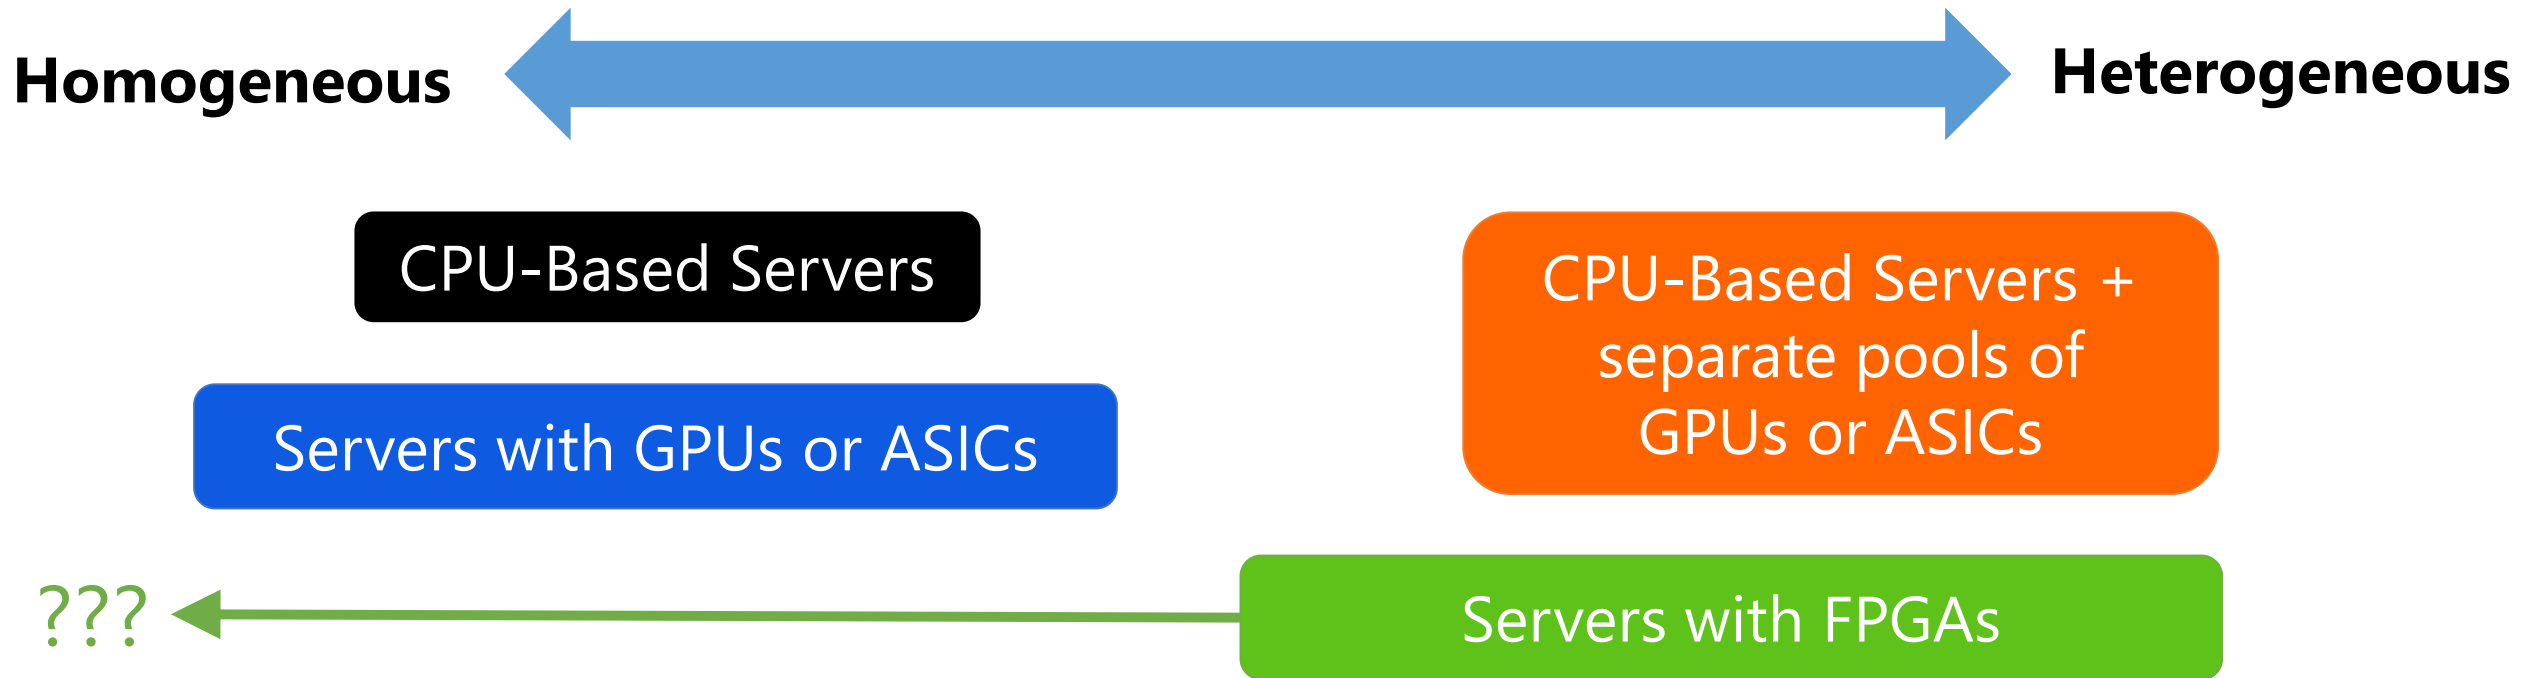 Homogeneous
Heterogeneous
CPU-Based Servers
CPU-Based Servers +
separate pools of
GPUs or ASICs
Servers with GPUs or ASICs
???
Servers with FPGAs